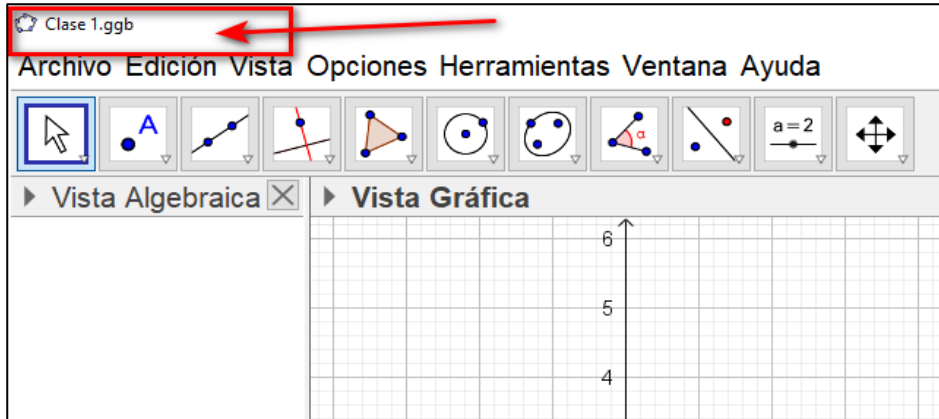 Clase 1.ggb
Archivo Edición Vista Opciones Herramientas Ventana Ayuda
A
α
a=2
Vista Algebraica
Vista Gráfica
6
5
4